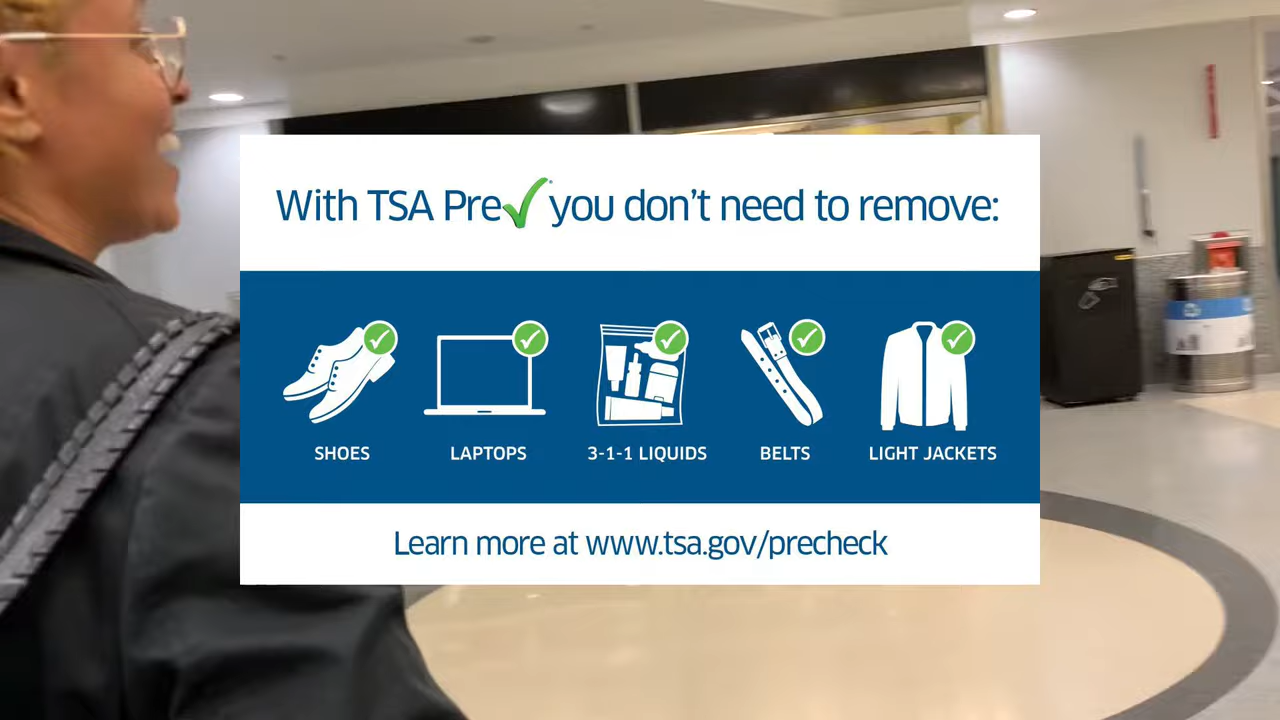 With TSA Pre✓® you don't need to remove:
SHOES
LAPTOPS
3-1-1 LIQUIDS
BELTS
LIGHT JACKETS
Learn more at www.tsa.gov/precheck